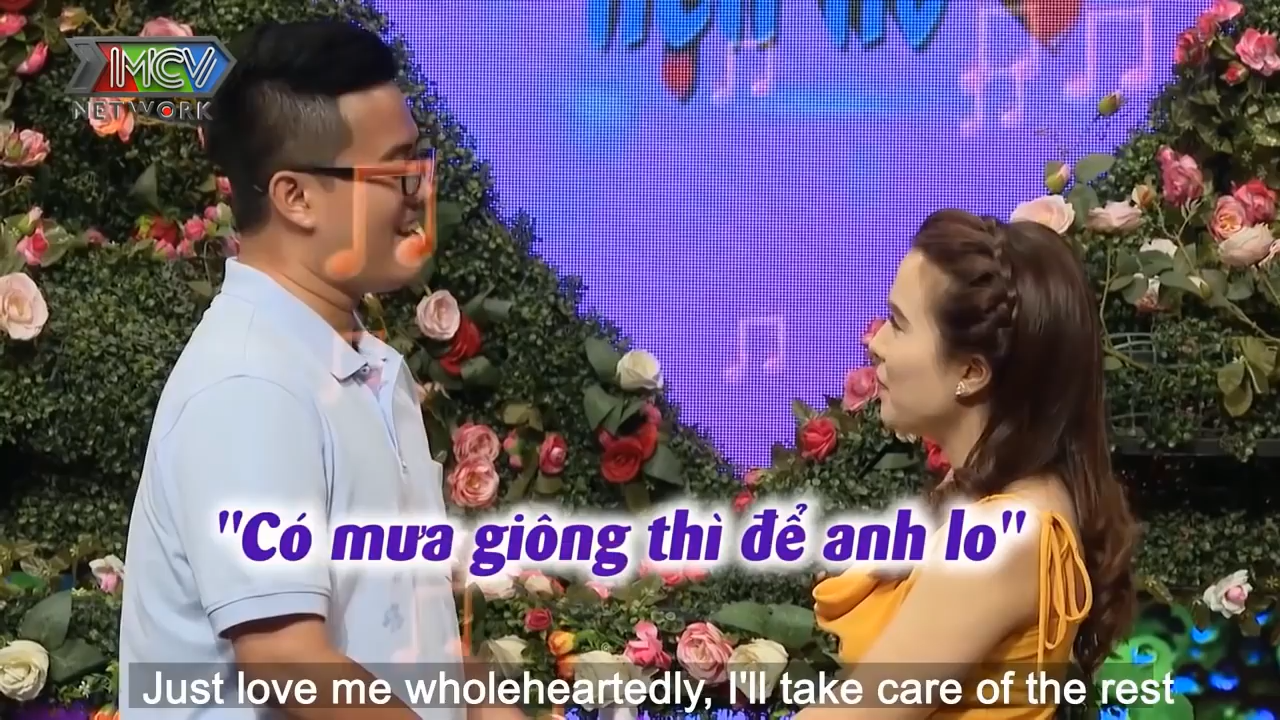 MCV
NETWORK
"Có mưa giông thì để anh lo"
Just love me wholeheartedly, I'll take care of the rest